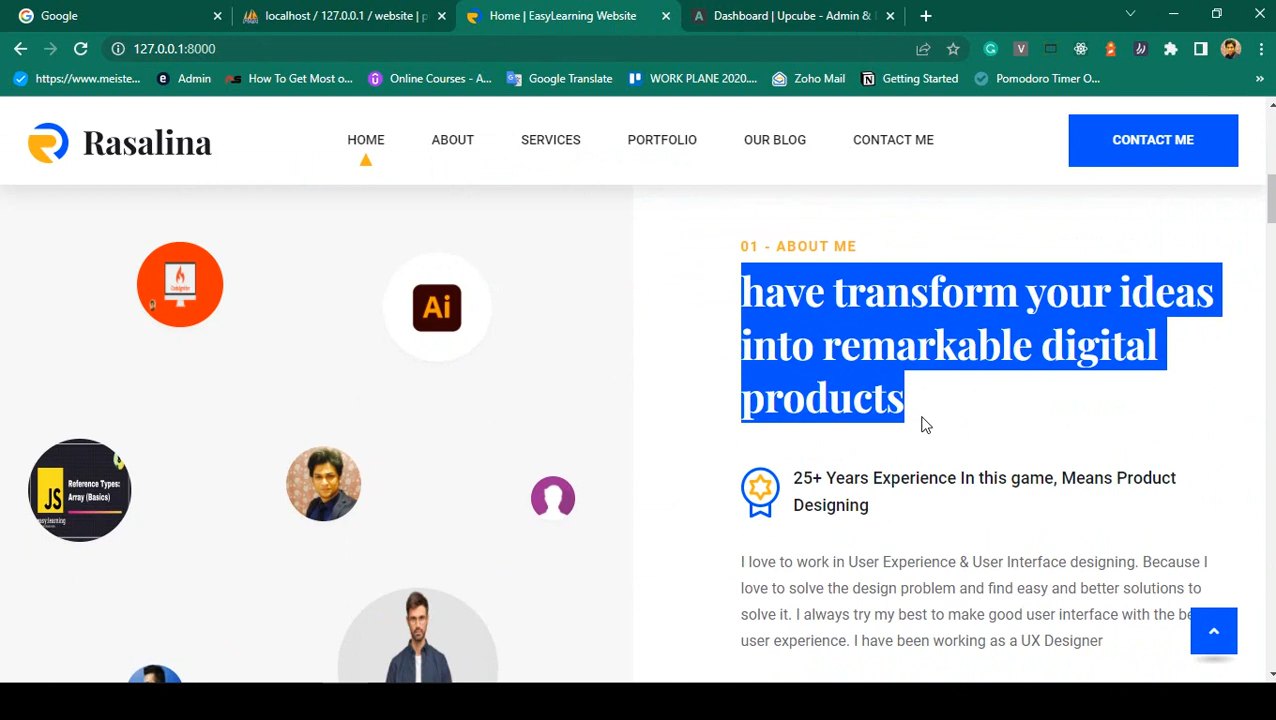 Google
localhost / 127.0.0.1 / website | p
Home | EasyLearning Website
Dashboard | Upcube - Admin &
127.0.0.1:8000
https://www.meiste...
Admin
How To Get Most o...
Online Courses - A...
Google Translate
WORK PLANE 2020....
Zoho Mail
Getting Started
Pomodoro Timer O...
Rasalina
HOME
ABOUT
SERVICES
PORTFOLIO
OUR BLOG
CONTACT ME
CONTACT ME
01 - ABOUT ME
have transform your ideas
into remarkable digital
products
25+ Years Experience In this game, Means Product
Designing
I love to work in User Experience & User Interface designing. Because I
love to solve the design problem and find easy and better solutions to
solve it. I always try my best to make good user interface with the be
user experience. I have been working as a UX Designer
CodeIgniter
Ai
JS
Reference Types:
Array (Basics)
easy learning